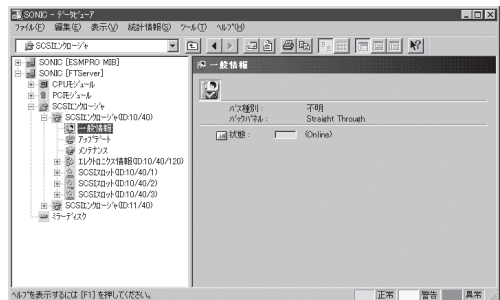 SONIC - ﾃﾞｰﾀﾋﾞｭｰｱ
ﾌｧｲﾙ(F) 編集(E) 表示(V) 統計情報(S) ﾂｰﾙ(T) ﾍﾙﾌﾟ(H)
SCSIｴﾝｸﾛｰｼﾞｬ
SONIC [ESMPRO MIB]
SONIC [FTServer]
CPUﾓｼﾞｭｰﾙ
PCIﾓｼﾞｭｰﾙ
SCSIｴﾝｸﾛｰｼﾞｬ
SCSIｴﾝｸﾛｰｼﾞｬ(ID:10/40)
一般情報
ｱｯﾌﾟﾃﾞｰﾄ
ﾒﾝﾃﾅﾝｽ
ｴﾚｸﾄﾛﾆｸｽ情報(ID:10/40/120)
SCSIｽﾛｯﾄ(ID:10/40/1)
SCSIｽﾛｯﾄ(ID:10/40/2)
SCSIｽﾛｯﾄ(ID:10/40/3)
SCSIｴﾝｸﾛｰｼﾞｬ(ID:11/40)
ﾐﾗｰﾃﾞｨｽｸ
一般情報
ﾊﾞｽ種別: 不明
ﾊﾞｯｸﾊﾟﾈﾙ: Straight Through
状態: (Online)
ﾍﾙﾌﾟを表示するには [F1] を押してください。
正常 警告 異常